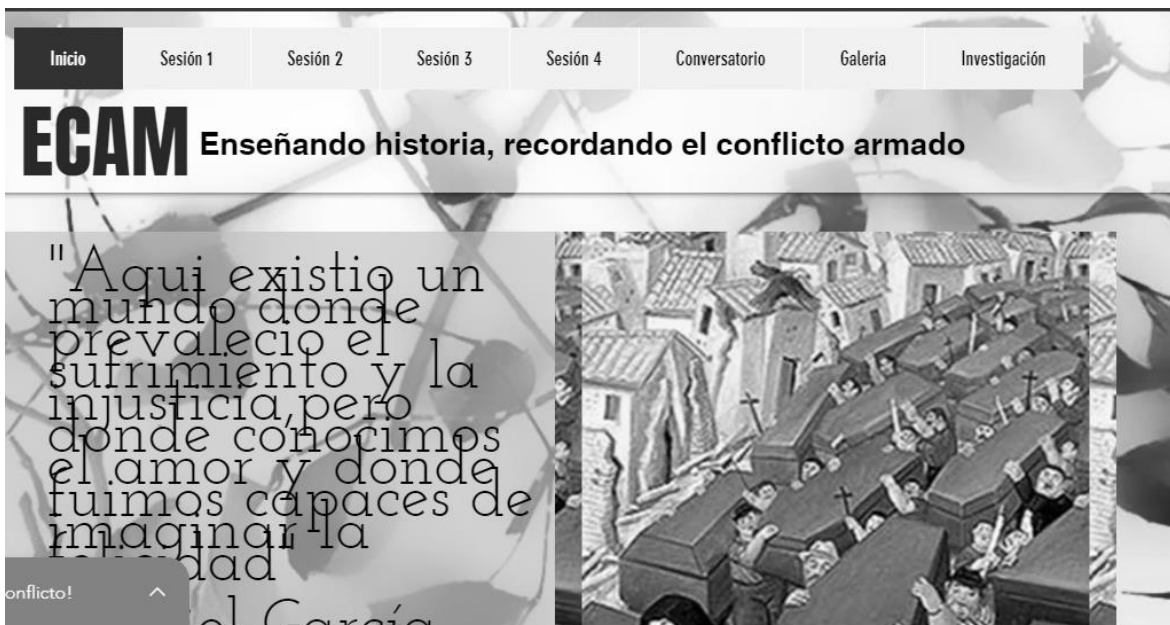 Inicio Sesión 1 Sesión 2 Sesión 3 Sesión 4 Conversatorio Galeria Investigación
ECAM Enseñando historia, recordando el conflicto armado
"Aqui existio un
mundo donde
prevalecio el
sufrimiento y la
injusticia,pero
donde conocimos
el amor y donde
fuimos capaces de
imaginar la
felicidad"
onflicto!
el García